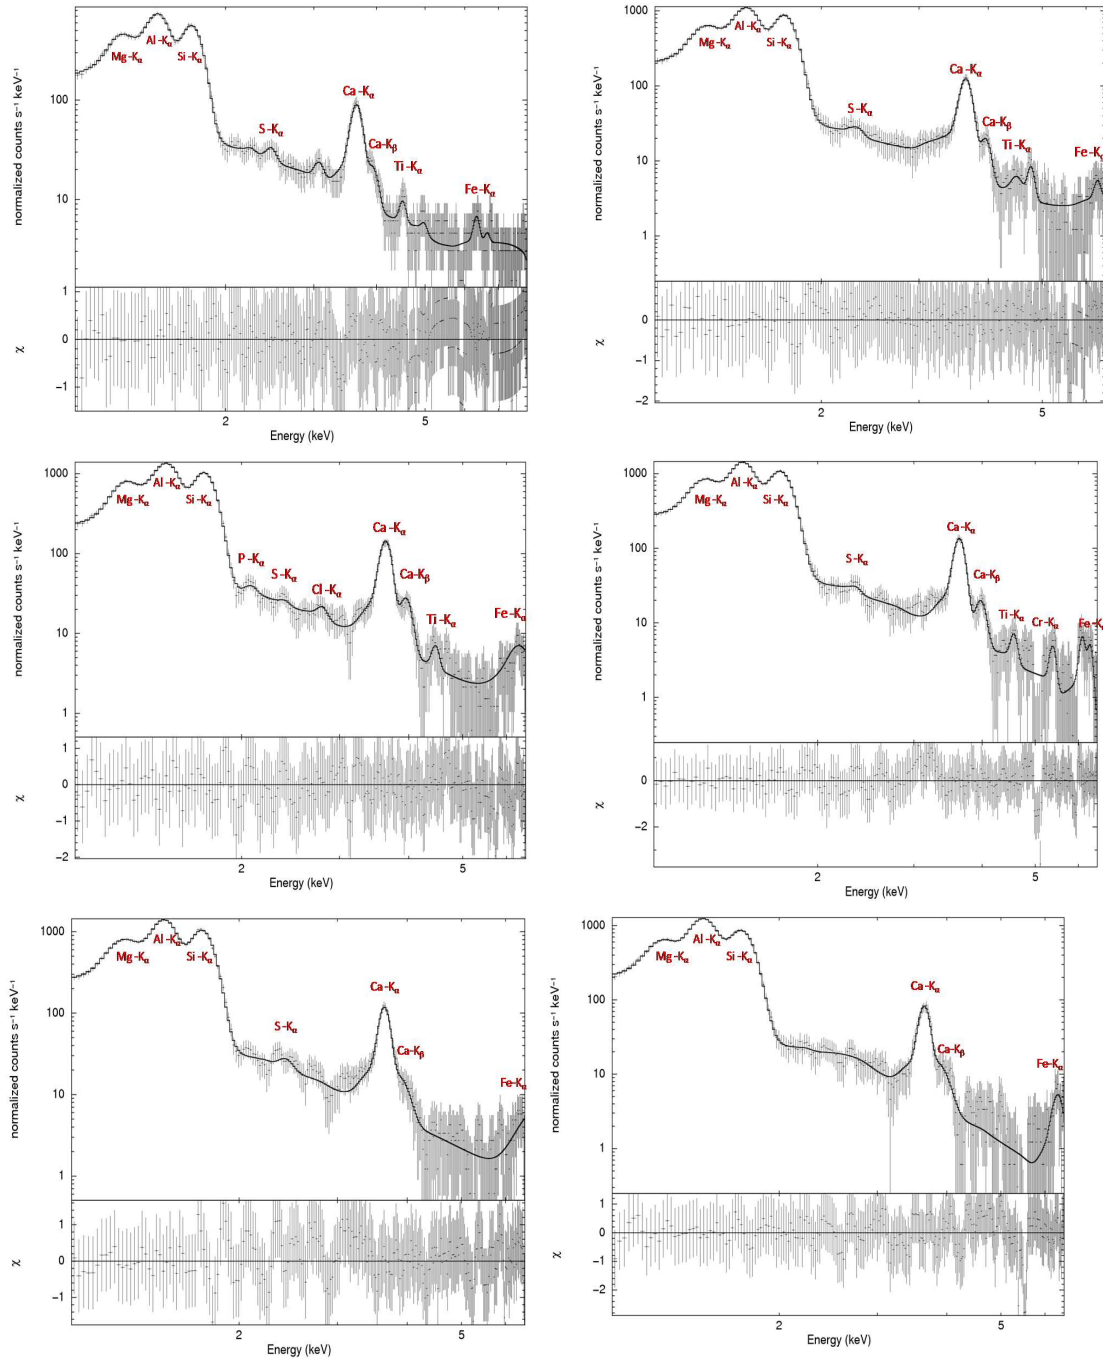 normalized counts s⁻¹ keV⁻¹
100
10
Mg-Kα
Al-Kα
Si-Kα
S-Kα
Ca-Kα
Ca-Kβ
Ti-Kα
Fe-Kα
χ
1
0
−1
2
5
Energy (keV)
normalized counts s⁻¹ keV⁻¹
1000
100
10
1
Mg-Kα
Al-Kα
Si-Kα
S-Kα
Ca-Kα
Ca-Kβ
Ti-Kα
Fe-Kα
χ
0
−1
−2
2
5
Energy (keV)
normalized counts s⁻¹ keV⁻¹
1000
100
10
1
Mg-Kα
Al-Kα
Si-Kα
P-Kα
S-Kα
Cl-Kα
Ca-Kα
Ca-Kβ
Ti-Kα
Fe-Kα
χ
1
0
−1
−2
2
5
Energy (keV)
normalized counts s⁻¹ keV⁻¹
1000
100
10
1
Mg-Kα
Al-Kα
Si-Kα
S-Kα
Ca-Kα
Ca-Kβ
Ti-Kα
Cr-Kα
Fe-Kα
χ
0
−2
2
5
Energy (keV)
normalized counts s⁻¹ keV⁻¹
1000
100
10
1
Mg-Kα
Al-Kα
Si-Kα
S-Kα
Ca-Kα
Ca-Kβ
Fe-Kα
χ
1
0
−1
2
5
Energy (keV)
normalized counts s⁻¹ keV⁻¹
1000
100
10
1
Mg-Kα
Al-Kα
Si-Kα
Ca-Kα
Ca-Kβ
Fe-Kα
χ
1
0
−1
−2
2
5
Energy (keV)